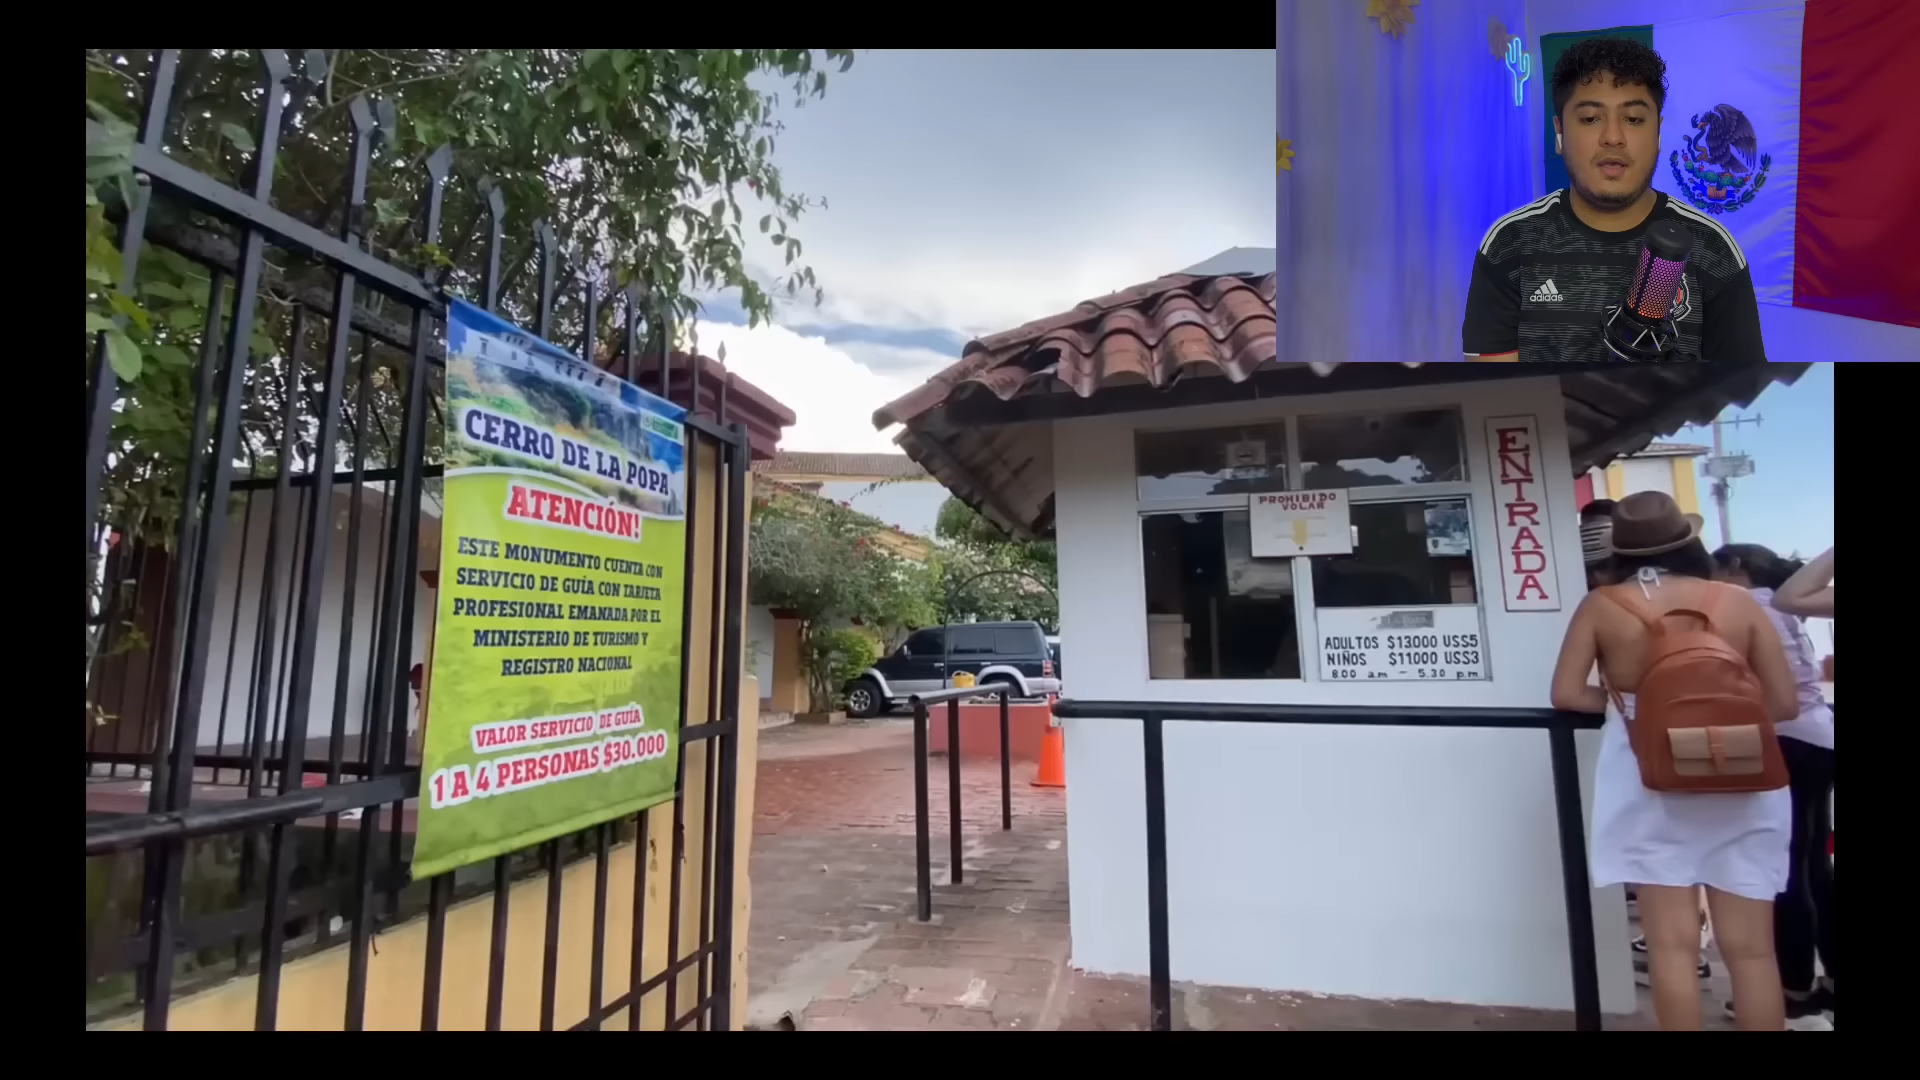 CERRO DE LA POPA
ATENCIÓN!
ESTE MONUMENTO CUENTA CON
SERVICIO DE GUÍA CON TARJETA
PROFESIONAL EMANADA POR EL
MINISTERIO DE TURISMO Y
REGISTRO NACIONAL
VALOR SERVICIO DE GUÍA
1 A 4 PERSONAS $30.000
PROHIBIDO
VOLAR
ENTRADA
ADULTOS $13000 US$5
NIÑOS $11000 US$3
8.00 am - 5.30 pm
adidas